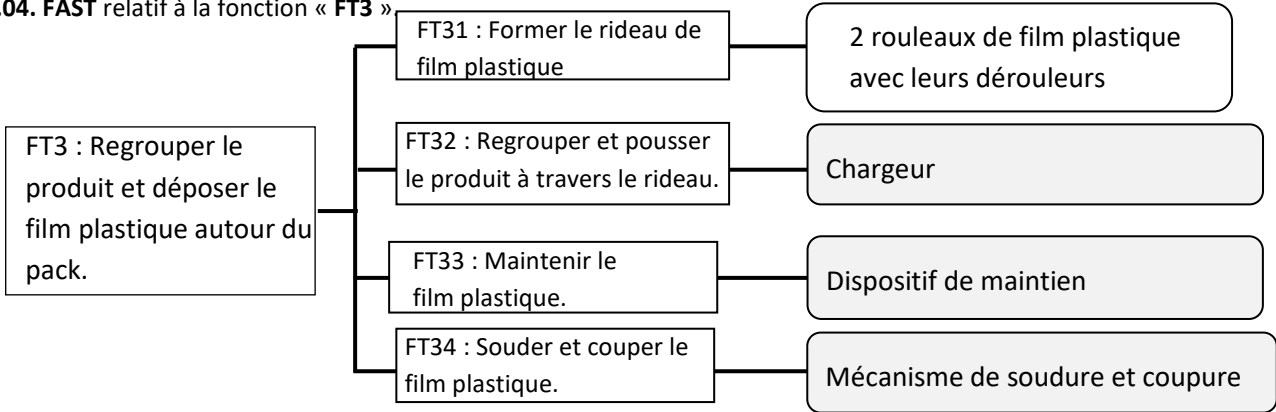 .04. FAST relatif à la fonction « FT3 ».
FT31 : Former le rideau de
film plastique
2 rouleaux de film plastique
avec leurs dérouleurs
FT3 : Regrouper le
produit et déposer le
film plastique autour du
pack.
FT32 : Regrouper et pousser
le produit à travers le rideau.
Chargeur
FT33 : Maintenir le
film plastique.
Dispositif de maintien
FT34 : Souder et couper le
film plastique.
Mécanisme de soudure et coupure